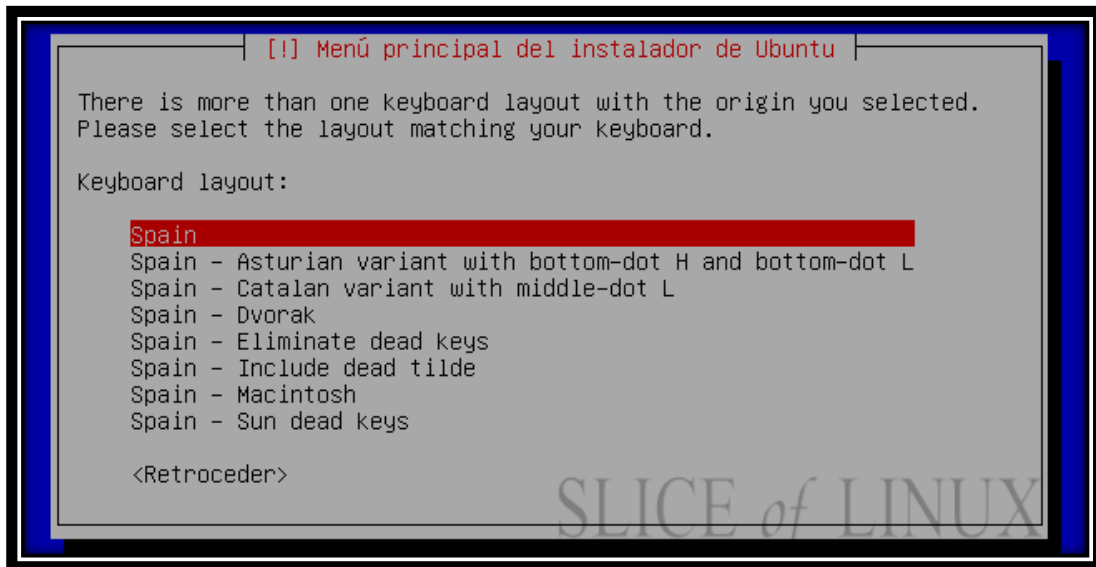 [!] Menú principal del instalador de Ubuntu
There is more than one keyboard layout with the origin you selected.
Please select the layout matching your keyboard.
Keyboard layout:
Spain
Spain - Asturian variant with bottom-dot H and bottom-dot L
Spain - Catalan variant with middle-dot L
Spain - Dvorak
Spain - Eliminate dead keys
Spain - Include dead tilde
Spain - Macintosh
Spain - Sun dead keys
<Retroceder>
SLICE of LINUX